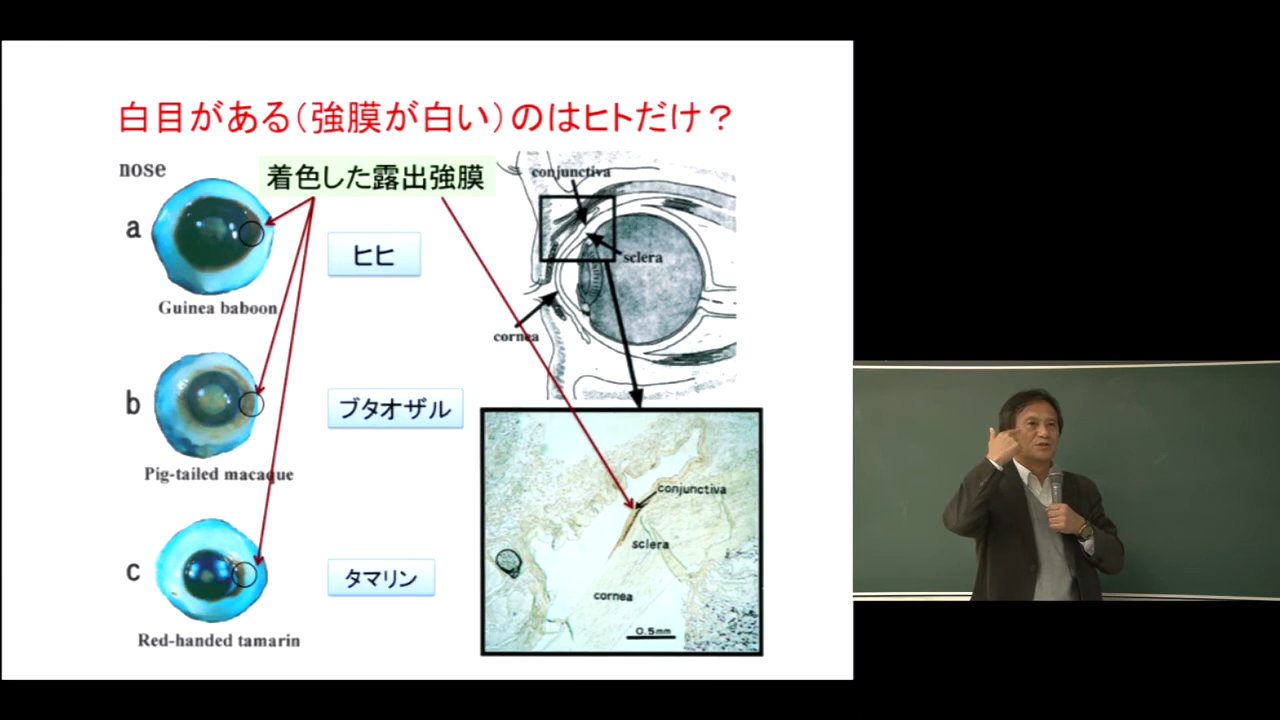 白目がある(強膜が白い)のはヒトだけ?
nose
着色した露出強膜
a
ヒヒ
Guinea baboon
b
ブタオザル
Pig-tailed macaque
c
タマリン
Red-handed tamarin
conjunctiva
sclera
cornea
conjunctiva
sclera
cornea
0.5mm